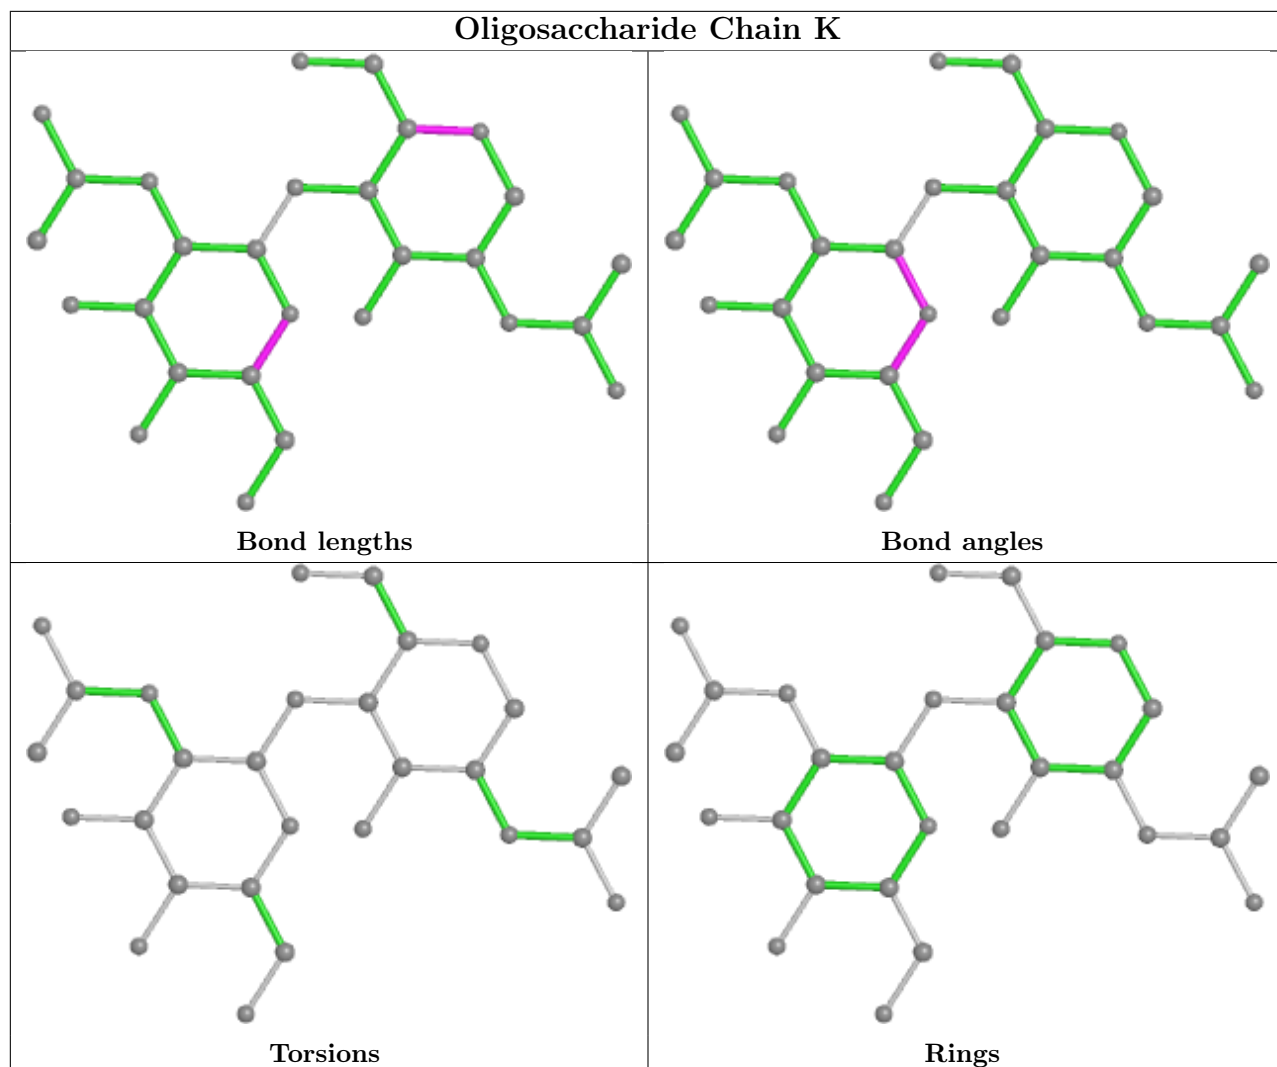 Oligosaccharide Chain K
Bond lengths
Bond angles
Torsions
Rings